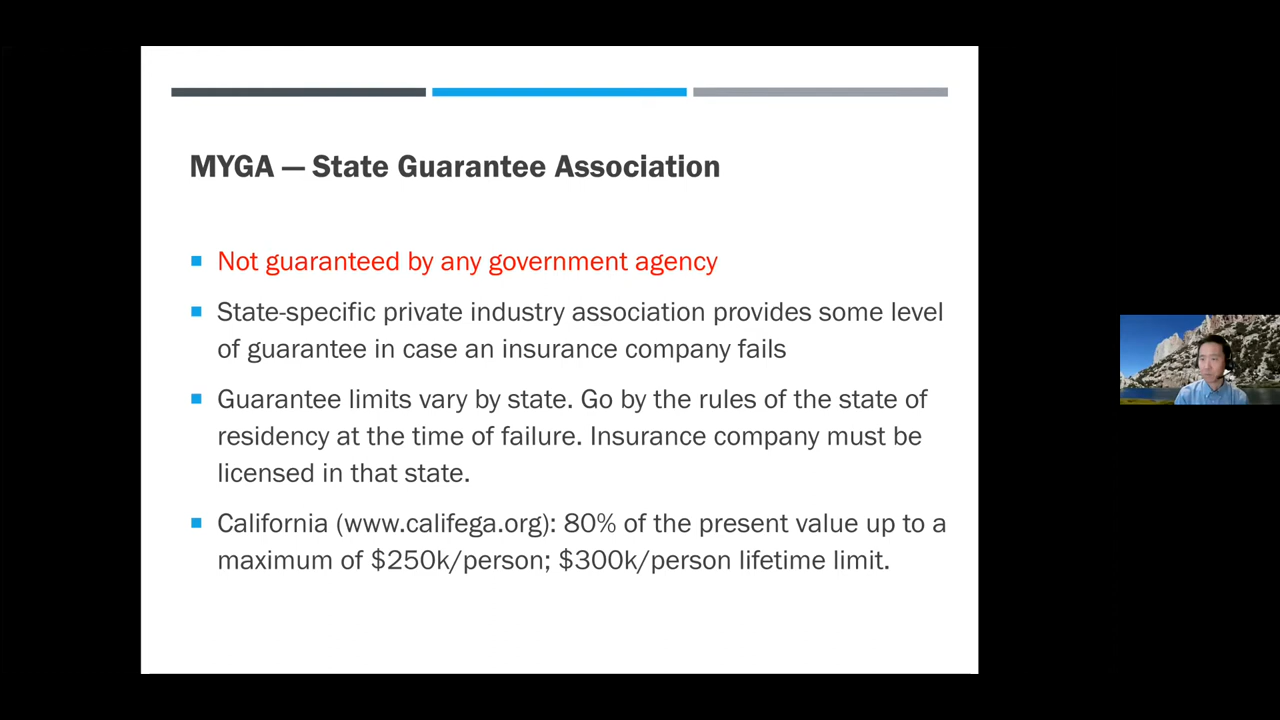 MYGA — State Guarantee Association
Not guaranteed by any government agency
State-specific private industry association provides some level
of guarantee in case an insurance company fails
Guarantee limits vary by state. Go by the rules of the state of
residency at the time of failure. Insurance company must be
licensed in that state.
California (www.califega.org): 80% of the present value up to a
maximum of $250k/person; $300k/person lifetime limit.